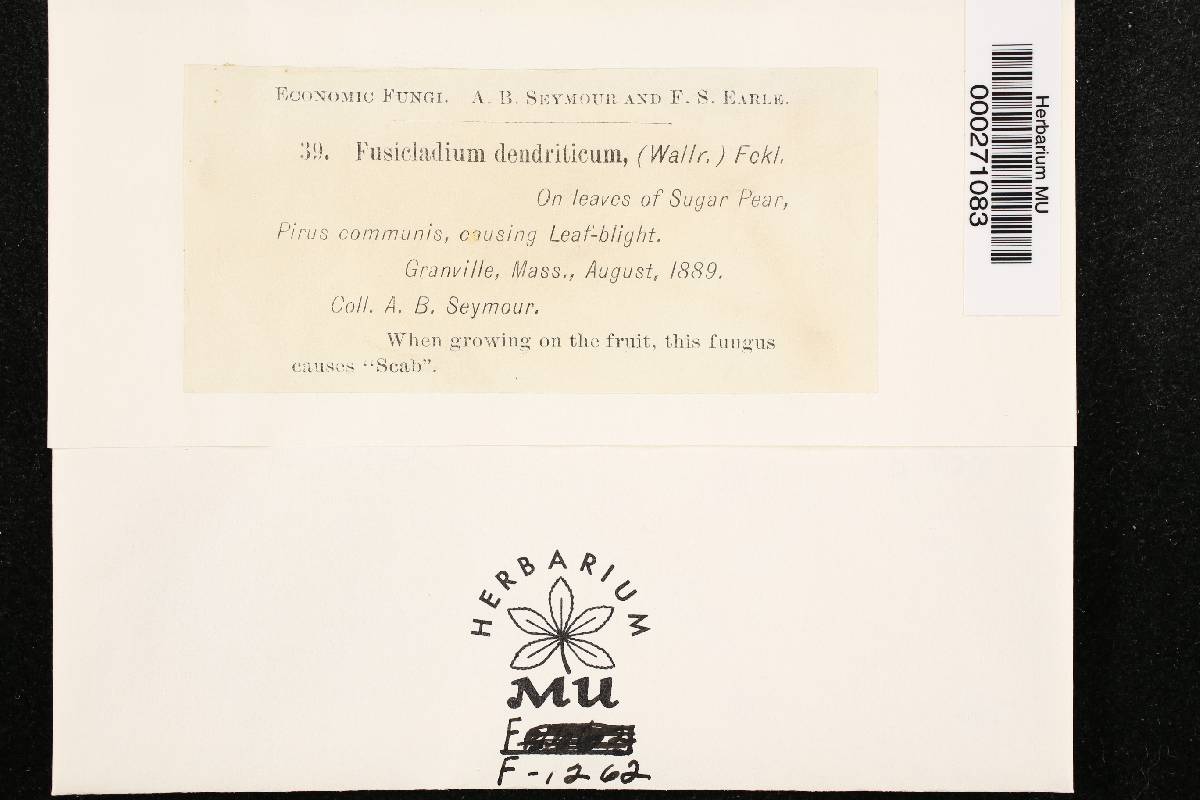 ECONOMIC FUNGI. A. B. SEYMOUR AND F. S. EARLE.
39. Fusicladium dendriticum, (Wallr.) Fckl.
On leaves of Sugar Pear,
Pirus communis, causing Leaf-blight.
Granville, Mass., August, 1889.
Coll. A. B. Seymour.
When growing on the fruit, this fungus
causes “Scab”.
Herbarium MU
000271083
HERBARIUM
MU
F
F-1262